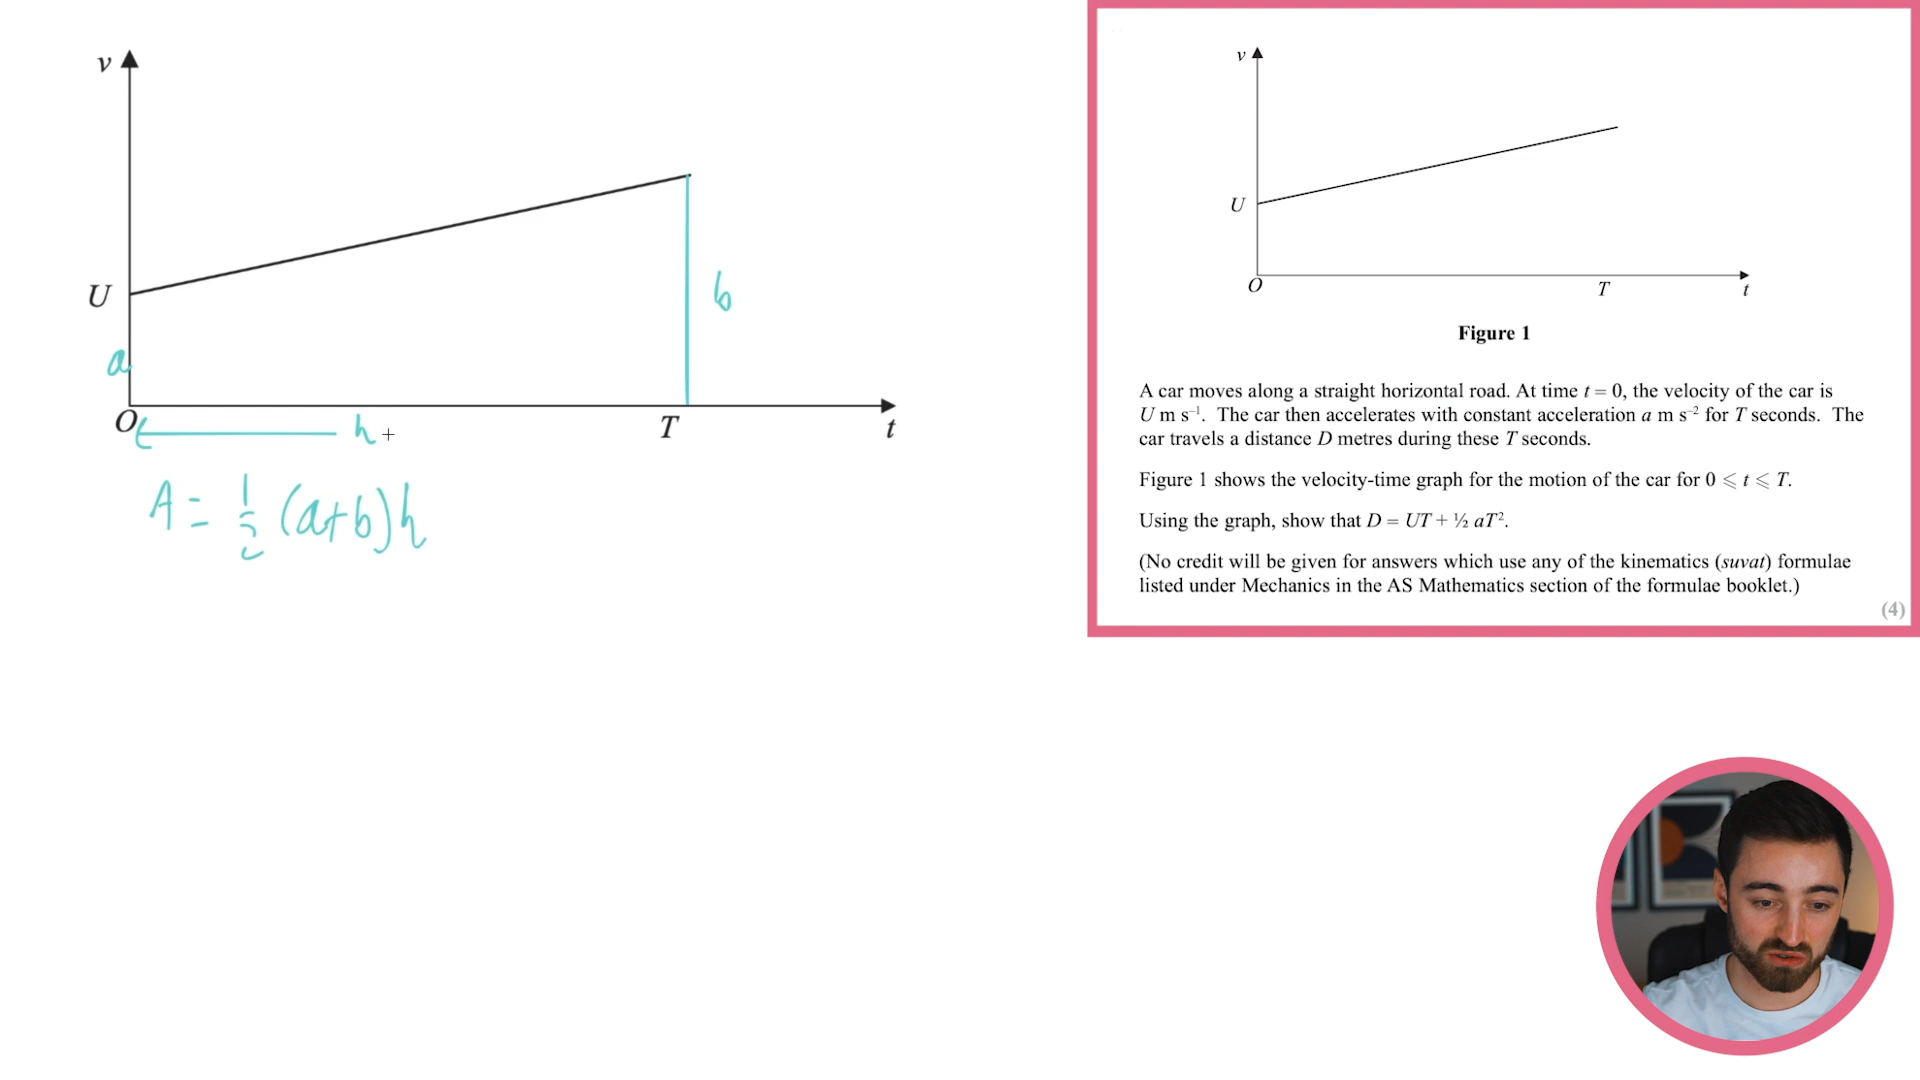 v
U
a
b
O
h
T
t
A = 1/2 (a+b)h
v
U
O
T
t
Figure 1
A car moves along a straight horizontal road. At time t = 0, the velocity of the car is
U m s⁻¹. The car then accelerates with constant acceleration a m s⁻² for T seconds. The
car travels a distance D metres during these T seconds.
Figure 1 shows the velocity-time graph for the motion of the car for 0 ⩽ t ⩽ T.
Using the graph, show that D = UT + ½ aT².
(No credit will be given for answers which use any of the kinematics (suvat) formulae
listed under Mechanics in the AS Mathematics section of the formulae booklet.)
(4)